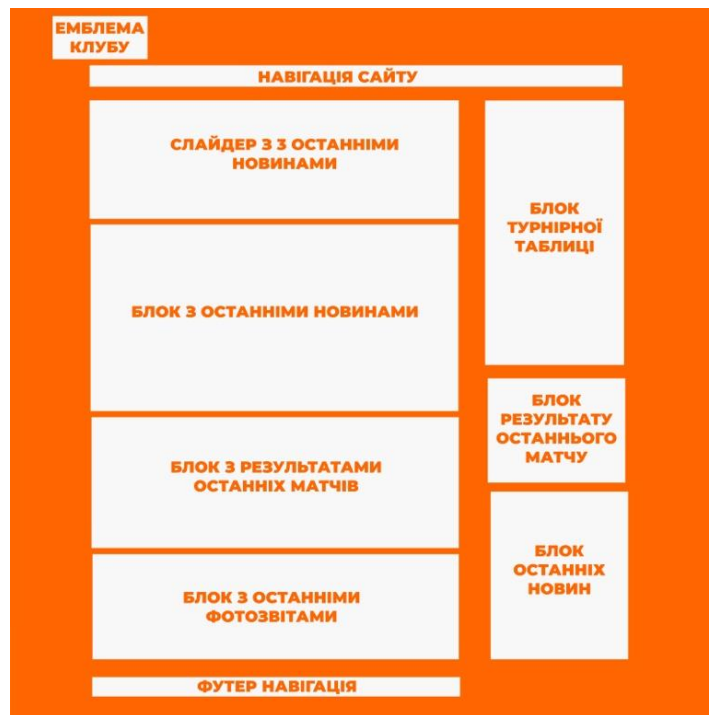 ЕМБЛЕМА
КЛУБУ
НАВІГАЦІЯ САЙТУ
СЛАЙДЕР З 3 ОСТАННІМИ
НОВИНАМИ
БЛОК З ОСТАННІМИ НОВИНАМИ
БЛОК З РЕЗУЛЬТАТАМИ
ОСТАННІХ МАТЧІВ
БЛОК З ОСТАННІМИ
ФОТОЗВІТАМИ
БЛОК
ТУРНІРНОЇ
ТАБЛИЦІ
БЛОК
РЕЗУЛЬТАТУ
ОСТАННЬОГО
МАТЧУ
БЛОК
ОСТАННІХ
НОВИН
ФУТЕР НАВІГАЦІЯ